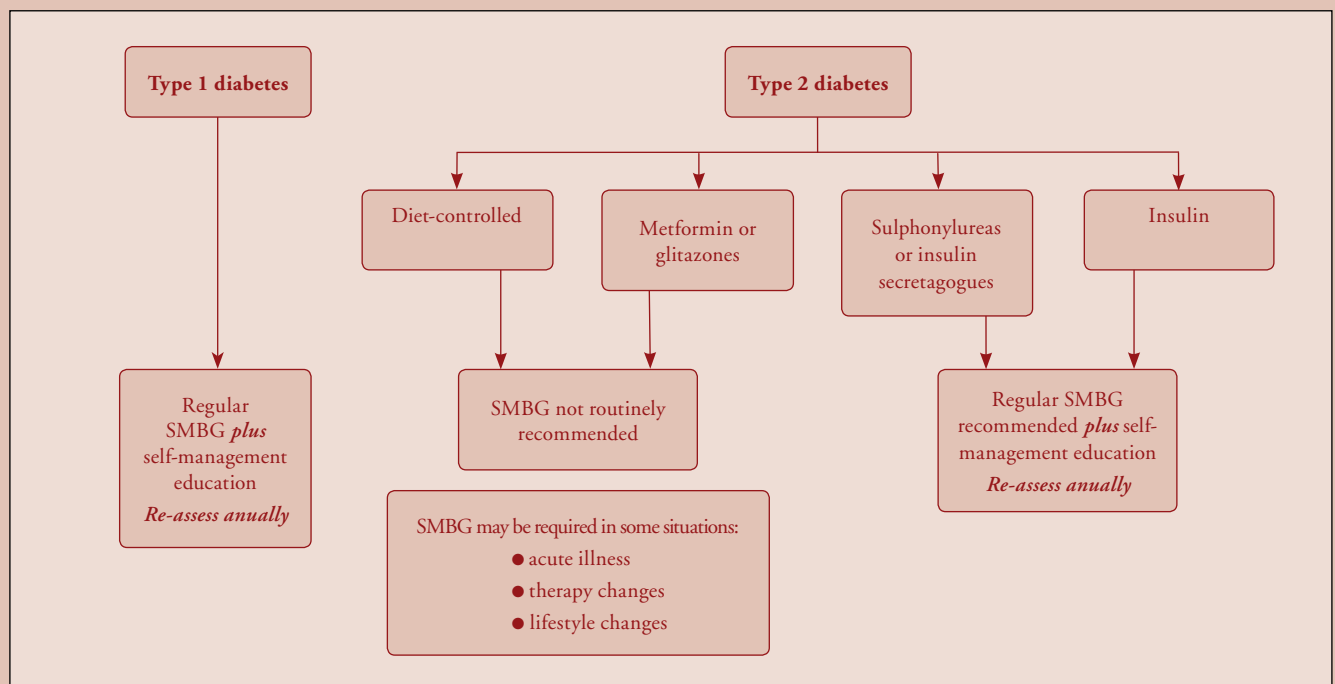 Type 1 diabetes
Type 2 diabetes
Diet-controlled
Metformin or
glitazones
Sulphonylureas
or insulin
secretagogues
Insulin
Regular
SMBG plus
self-management
education
Re-assess anually
SMBG not routinely
recommended
Regular SMBG
recommended plus self-
management education
Re-assess anually
SMBG may be required in some situations:
● acute illness
● therapy changes
● lifestyle changes